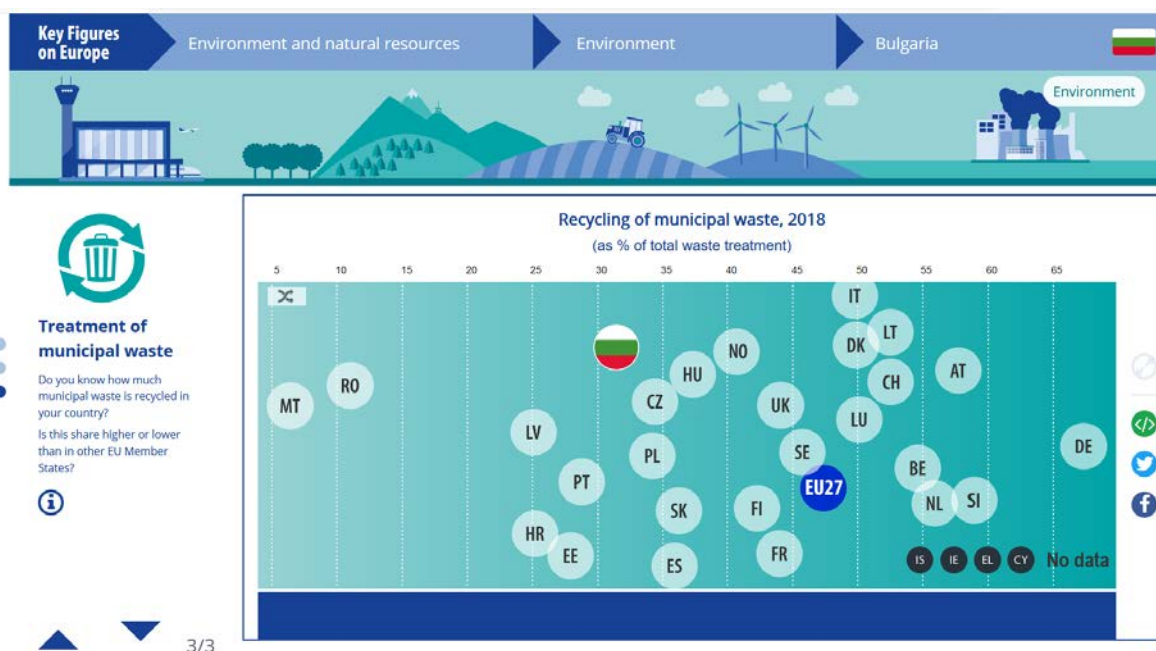 Key Figures
on Europe
Environment and natural resources
Environment
Bulgaria
Environment
Treatment of
municipal waste
Do you know how much
municipal waste is recycled in
your country?
Is this share higher or lower
than in other EU Member
States?
3/3
Recycling of municipal waste, 2018
(as % of total waste treatment)
5 10 15 20 25 30 35 40 45 50 55 60 65
IT
LT
DK
NO
AT
HU
CH
RO
CZ
MT
UK
LU
LV
DE
SE
PL
BE
PT
EU27
NL
SI
FI
SK
HR
FR
EE
ES
IS IE EL CY No data